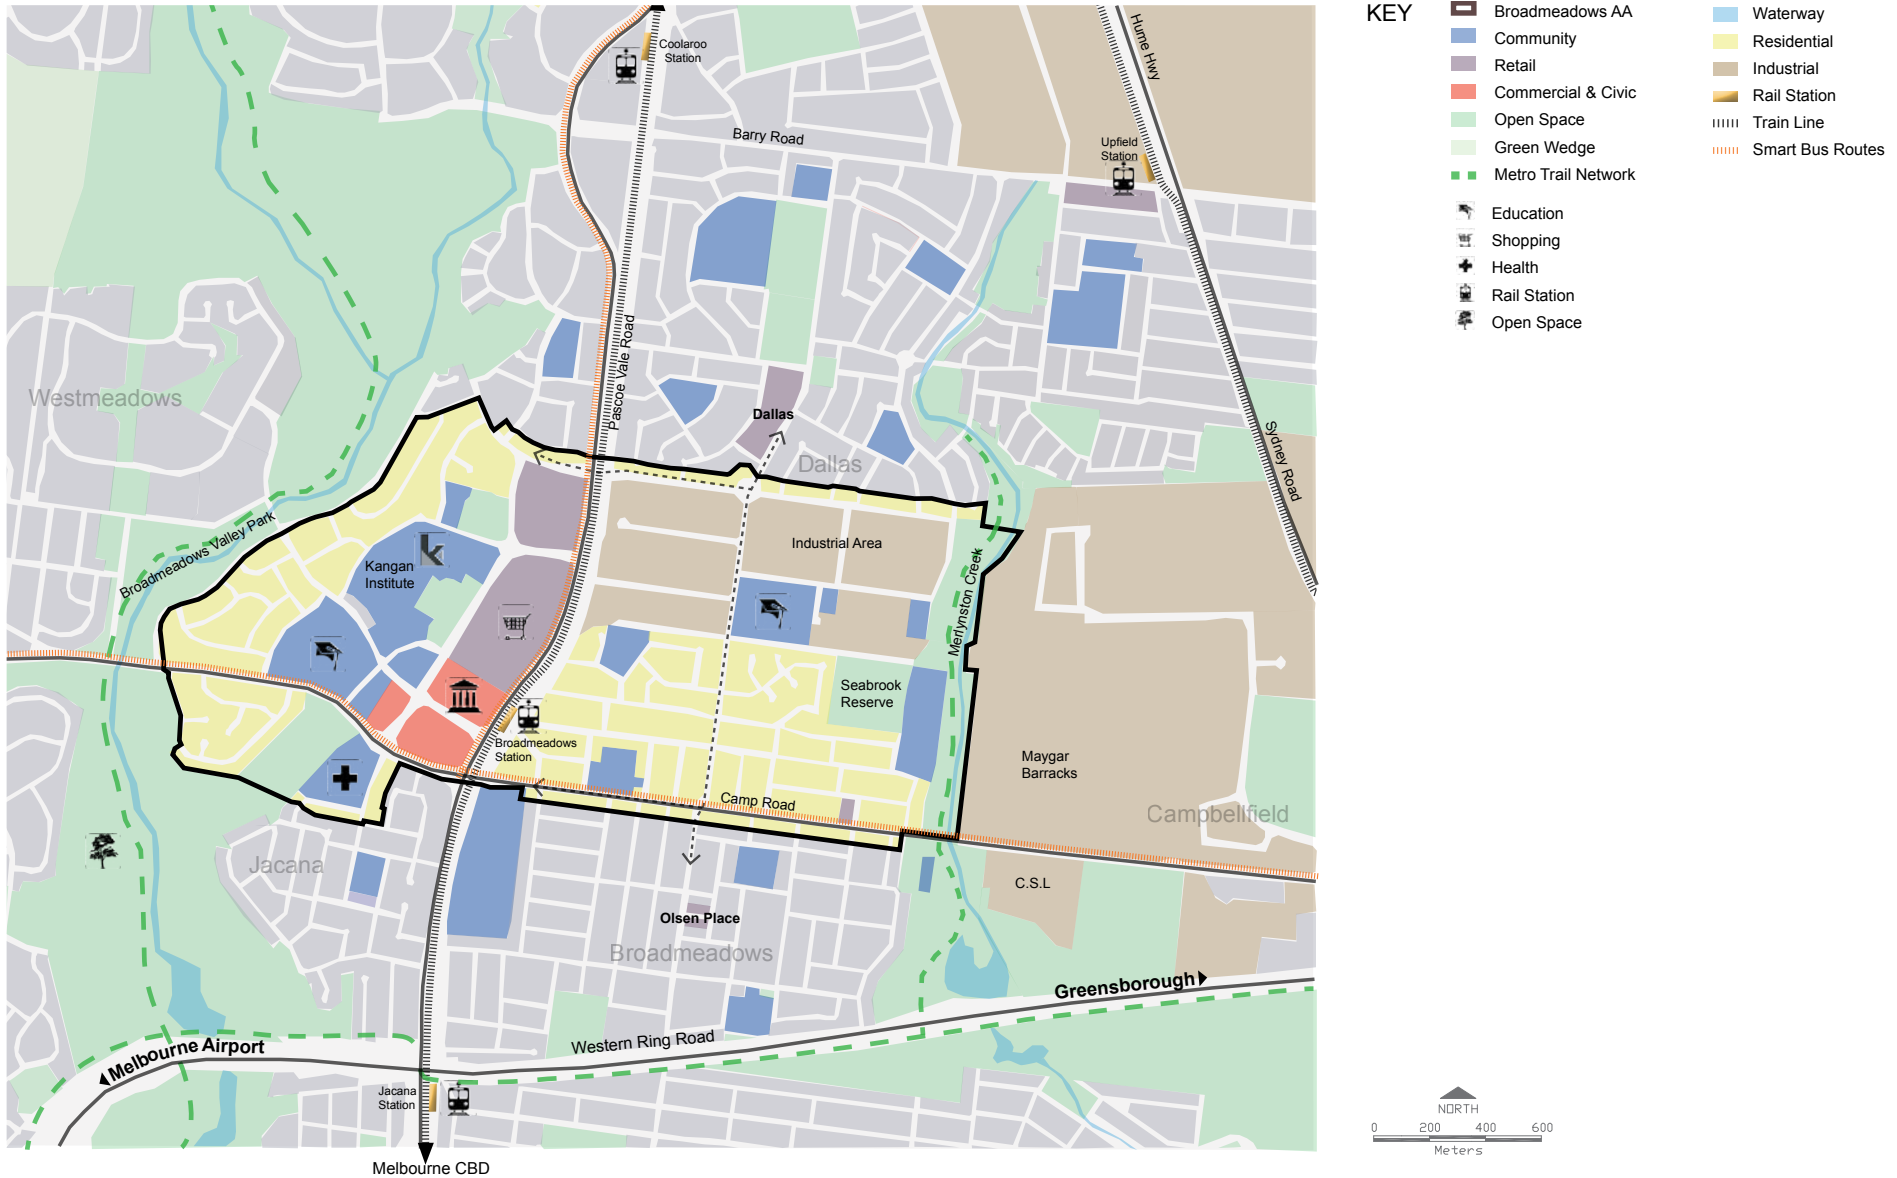 KEY
Broadmeadows AA
Community
Retail
Commercial & Civic
Open Space
Green Wedge
Metro Trail Network
Education
Shopping
Health
Rail Station
Open Space
Waterway
Residential
Industrial
Rail Station
Train Line
Smart Bus Routes
Coolaroo
Station
Hume Hwy
Barry Road
Upfield
Station
Pascoe Vale Road
Westmeadows
Dallas
Dallas
Sydney Road
Broadmeadows Valley Park
Kangan
Institute
k
Industrial Area
Merlynston Creek
Seabrook
Reserve
Broadmeadows
Station
Maygar
Barracks
Camp Road
Campbellfield
Jacana
C.S.L
Olsen Place
Broadmeadows
Greensborough
Western Ring Road
Melbourne Airport
Jacana
Station
Melbourne CBD
NORTH
0 200 400 600
Meters